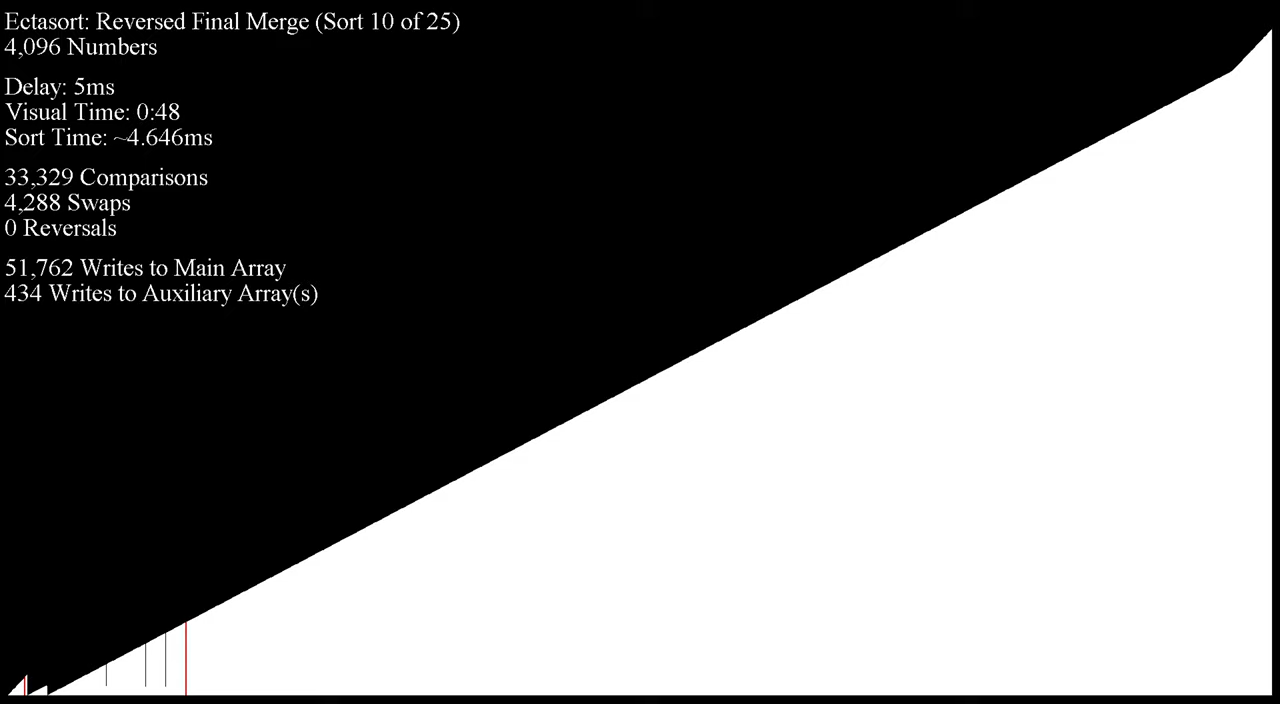 Ectasort: Reversed Final Merge (Sort 10 of 25)
4,096 Numbers
Delay: 5ms
Visual Time: 0:48
Sort Time: ~4.646ms
33,329 Comparisons
4,288 Swaps
0 Reversals
51,762 Writes to Main Array
434 Writes to Auxiliary Array(s)